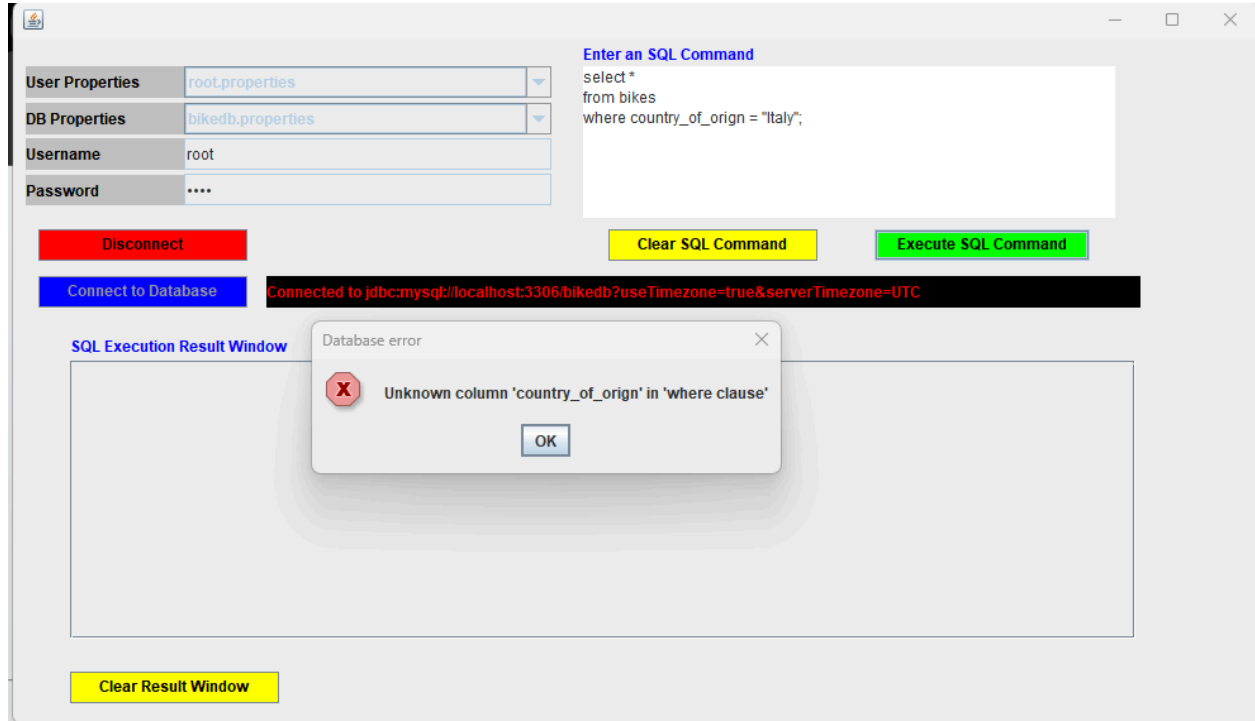 Enter an SQL Command
User Properties root.properties
DB Properties bikedb.properties
Username root
Password ••••
select *
from bikes
where country_of_orign = "Italy";
Disconnect
Clear SQL Command
Execute SQL Command
Connect to Database
Connected to jdbc:mysql://localhost:3306/bikedb?useTimezone=true&serverTimezone=UTC
SQL Execution Result Window
Database error
X
Unknown column 'country_of_orign' in 'where clause'
OK
Clear Result Window